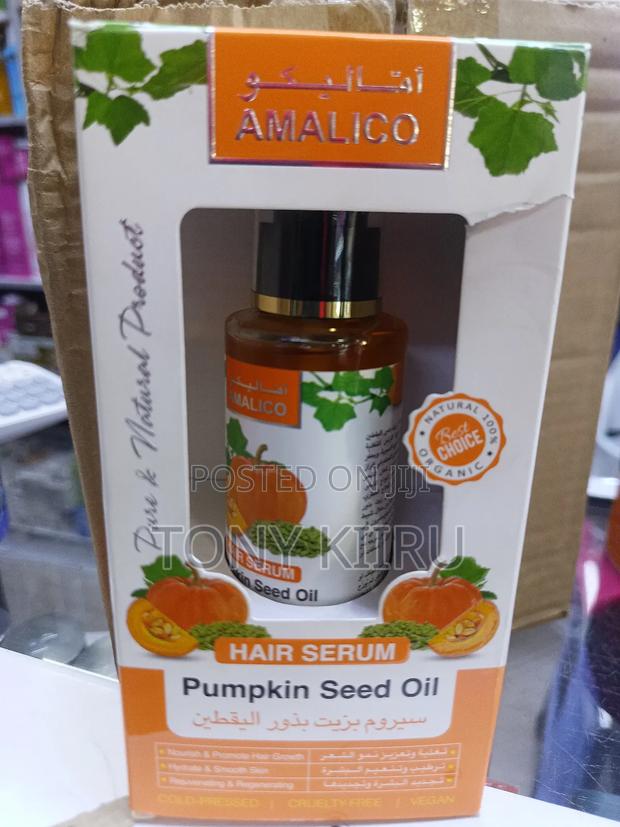 أماليكو
AMALICO
Pure & Natural Product
أماليكو
AMALICO
NATURAL 100%
Best
CHOICE
ORGANIC
POSTED ON JIJI
TONY KIIRU
HAIR SERUM
Pumpkin Seed Oil
HAIR SERUM
Pumpkin Seed Oil
سيروم بزيت بذور اليقطين
Nourish & Promote Hair Growth تغذية وتعزيز نمو الشعر
Hydrate & Smooth Skin ترطيب وتنعيم البشرة
Rejuvenating & Regenerating تجديد البشرة وتجديدها
COLD-PRESSED | CRUELTY-FREE | VEGAN